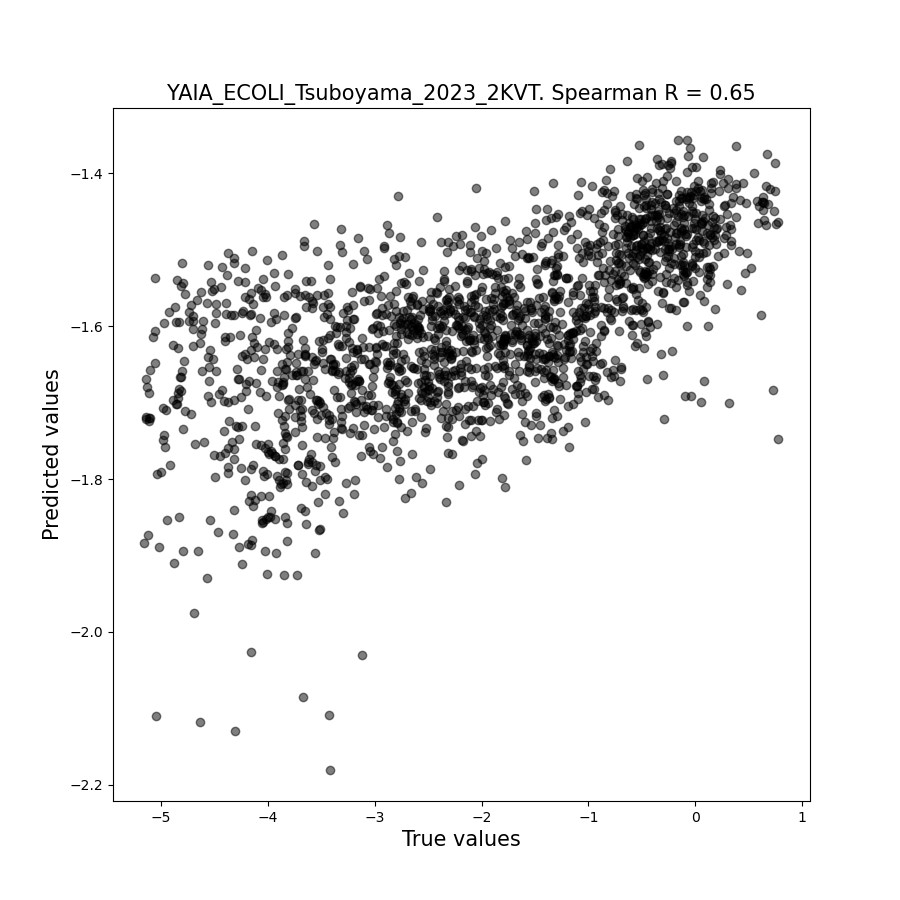 YAIA_ECOLI_Tsuboyama_2023_2KVT. Spearman R = 0.65
Predicted values
−1.4
−1.6
−1.8
−2.0
−2.2
−5 −4 −3 −2 −1 0 1
True values